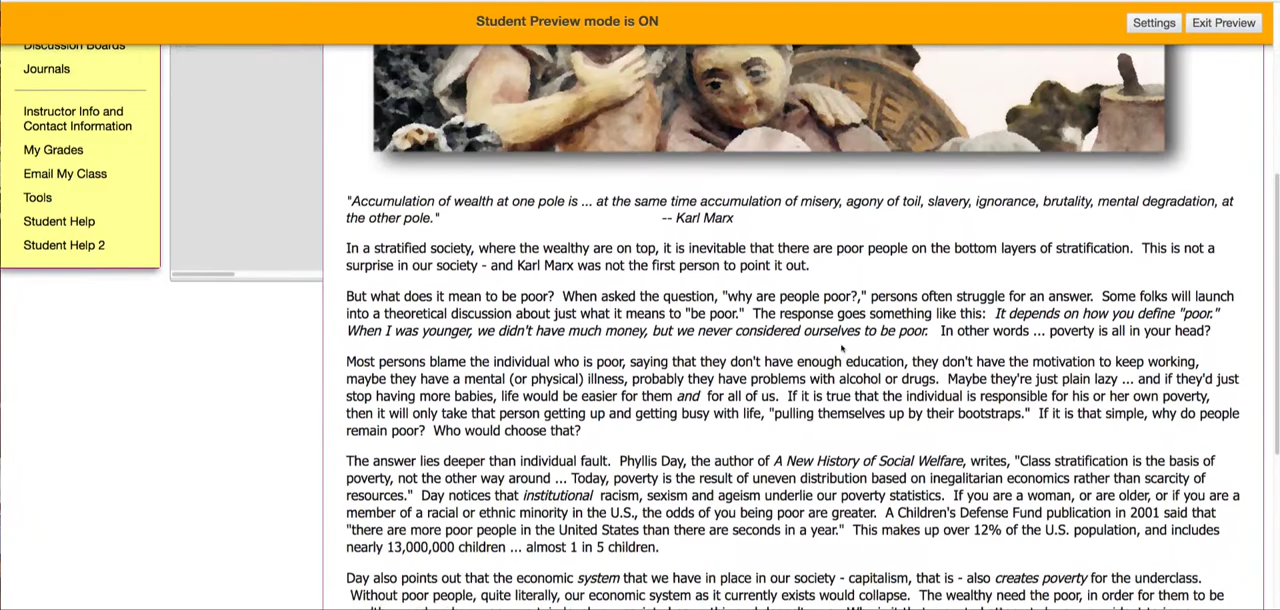 Student Preview mode is ON
Settings
Exit Preview
Discussion Boards
Journals
Instructor Info and
Contact Information
My Grades
Email My Class
Tools
Student Help
Student Help 2
"Accumulation of wealth at one pole is ... at the same time accumulation of misery, agony of toil, slavery, ignorance, brutality, mental degradation, at
the other pole." -- Karl Marx
In a stratified society, where the wealthy are on top, it is inevitable that there are poor people on the bottom layers of stratification. This is not a
surprise in our society - and Karl Marx was not the first person to point it out.
But what does it mean to be poor? When asked the question, "why are people poor?," persons often struggle for an answer. Some folks will launch
into a theoretical discussion about just what it means to "be poor." The response goes something like this: It depends on how you define "poor."
When I was younger, we didn't have much money, but we never considered ourselves to be poor. In other words ... poverty is all in your head?
Most persons blame the individual who is poor, saying that they don't have enough education, they don't have the motivation to keep working,
maybe they have a mental (or physical) illness, probably they have problems with alcohol or drugs. Maybe they're just plain lazy ... and if they'd just
stop having more babies, life would be easier for them and for all of us. If it is true that the individual is responsible for his or her own poverty,
then it will only take that person getting up and getting busy with life, "pulling themselves up by their bootstraps." If it is that simple, why do people
remain poor? Who would choose that?
The answer lies deeper than individual fault. Phyllis Day, the author of A New History of Social Welfare, writes, "Class stratification is the basis of
poverty, not the other way around ... Today, poverty is the result of uneven distribution based on inegalitarian economics rather than scarcity of
resources." Day notices that institutional racism, sexism and ageism underlie our poverty statistics. If you are a woman, or are older, or if you are a
member of a racial or ethnic minority in the U.S., the odds of you being poor are greater. A Children's Defense Fund publication in 2001 said that
"there are more poor people in the United States than there are seconds in a year." This makes up over 12% of the U.S. population, and includes
nearly 13,000,000 children ... almost 1 in 5 children.
Day also points out that the economic system that we have in place in our society - capitalism, that is - also creates poverty for the underclass.
Without poor people, quite literally, our economic system as it currently exists would collapse. The wealthy need the poor, in order for them to be